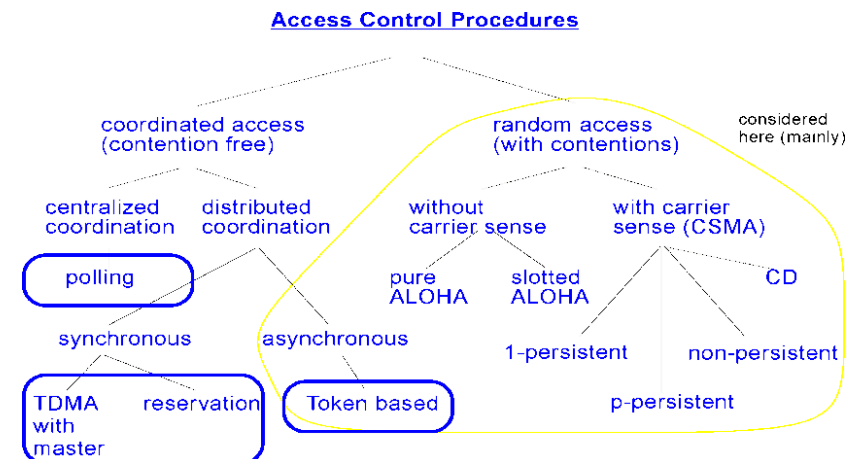 Access Control Procedures
coordinated access
(contention free)
random access
(with contentions)
considered
here (mainly)
centralized
coordination
distributed
coordination
without
carrier sense
with carrier
sense (CSMA)
polling
pure
ALOHA
slotted
ALOHA
CD
synchronous
asynchronous
1-persistent
non-persistent
TDMA
with
master
reservation
Token based
p-persistent